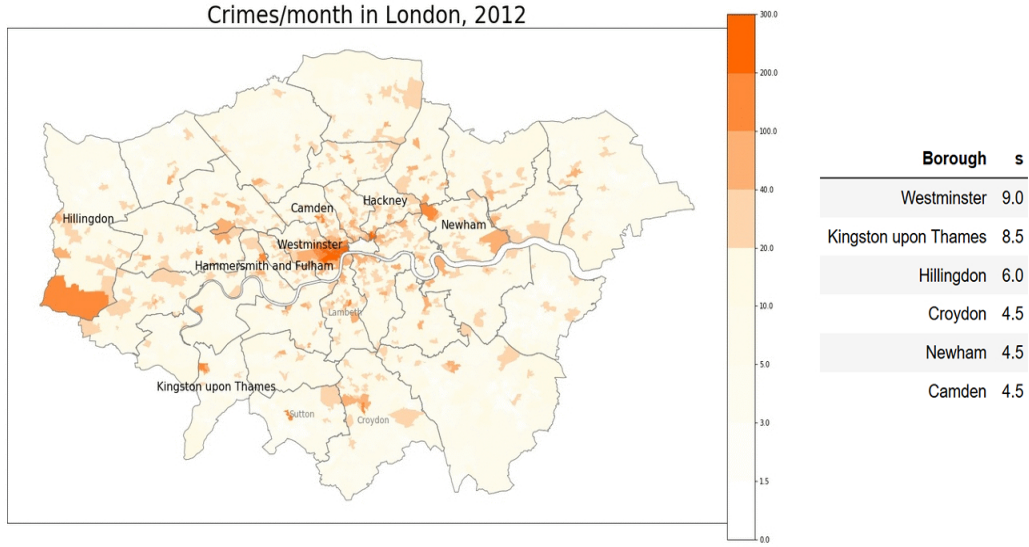 Crimes/month in London, 2012
300.0
200.0
100.0
40.0
20.0
10.0
5.0
3.0
1.5
0.0
Hillingdon
Camden
Hackney
Newham
Westminster
Hammersmith and Fulham
Lambeth
Kingston upon Thames
Sutton
Croydon
Borough s
Westminster 9.0
Kingston upon Thames 8.5
Hillingdon 6.0
Croydon 4.5
Newham 4.5
Camden 4.5